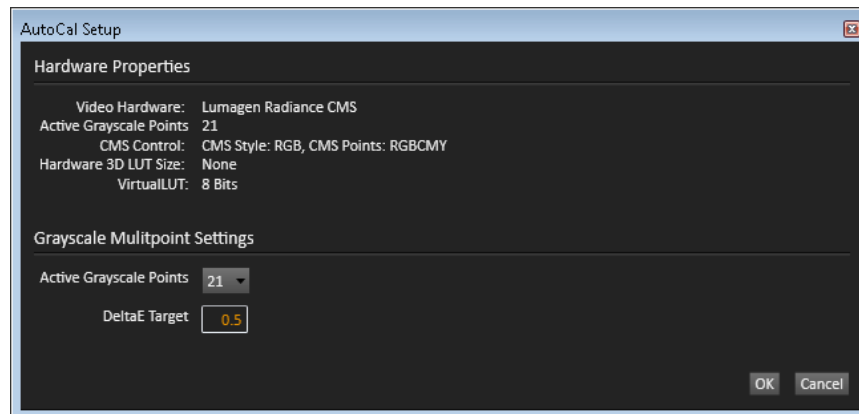 AutoCal Setup
Hardware Properties
Video Hardware: Lumagen Radiance CMS
Active Grayscale Points 21
CMS Control: CMS Style: RGB, CMS Points: RGBCMY
Hardware 3D LUT Size: None
VirtualLUT: 8 Bits
Grayscale Mulitpoint Settings
Active Grayscale Points 21
DeltaE Target 0.5
OK Cancel